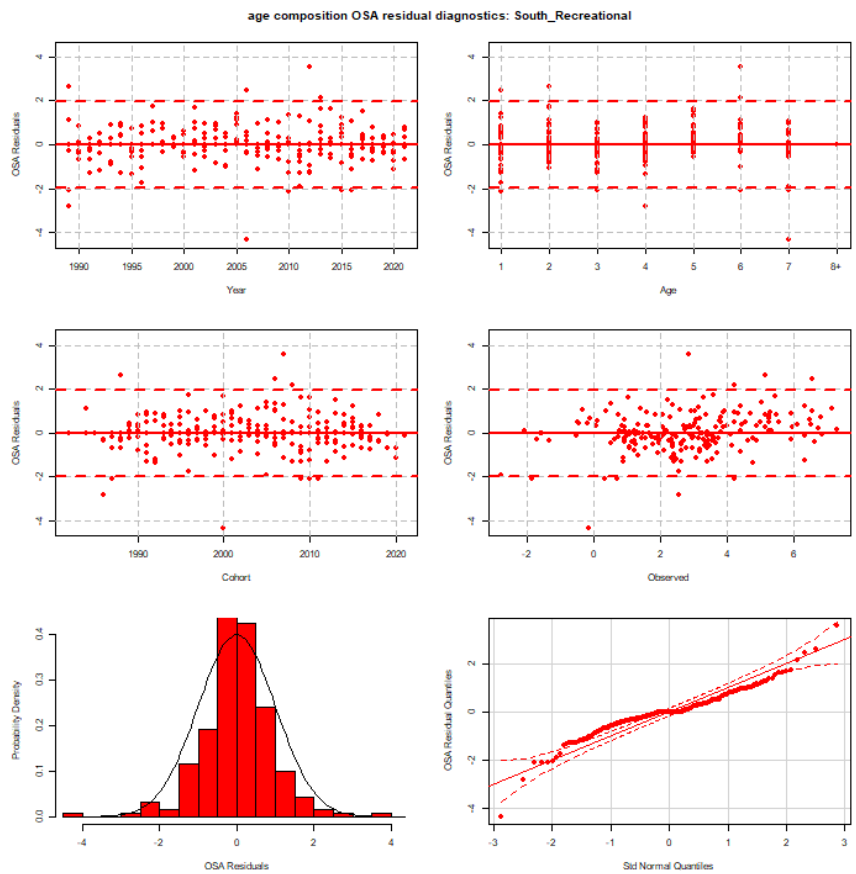 age composition OSA residual diagnostics: South_Recreational
4
2
0
-2
-4
OSA Residuals
1990 1995 2000 2005 2010 2015 2020
Year
4
2
0
-2
-4
OSA Residuals
1 2 3 4 5 6 7 8+
Age
4
2
0
-2
-4
OSA Residuals
1990 2000 2010 2020
Cohort
4
2
0
-2
-4
OSA Residuals
-2 0 2 4 6
Observed
0.4
0.3
0.2
0.1
0.0
Probability Density
-4 -2 0 2 4
OSA Residuals
2
0
-2
-4
OSA Residual Quantiles
-3 -2 -1 0 1 2 3
Std Normal Quantiles